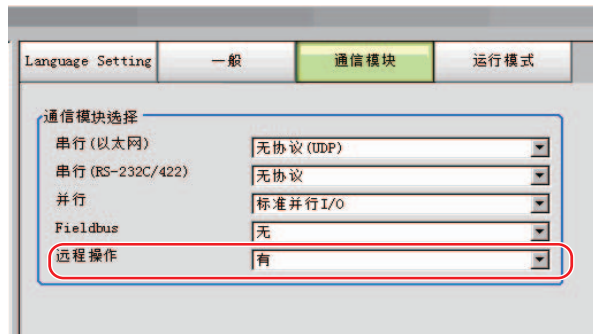 Language Setting 一般 通信模块 运行模式
通信模块选择
串行(以太网) 无协议(UDP)
串行(RS-232C/422) 无协议
并行 标准并行I/O
Fieldbus 无
远程操作 有